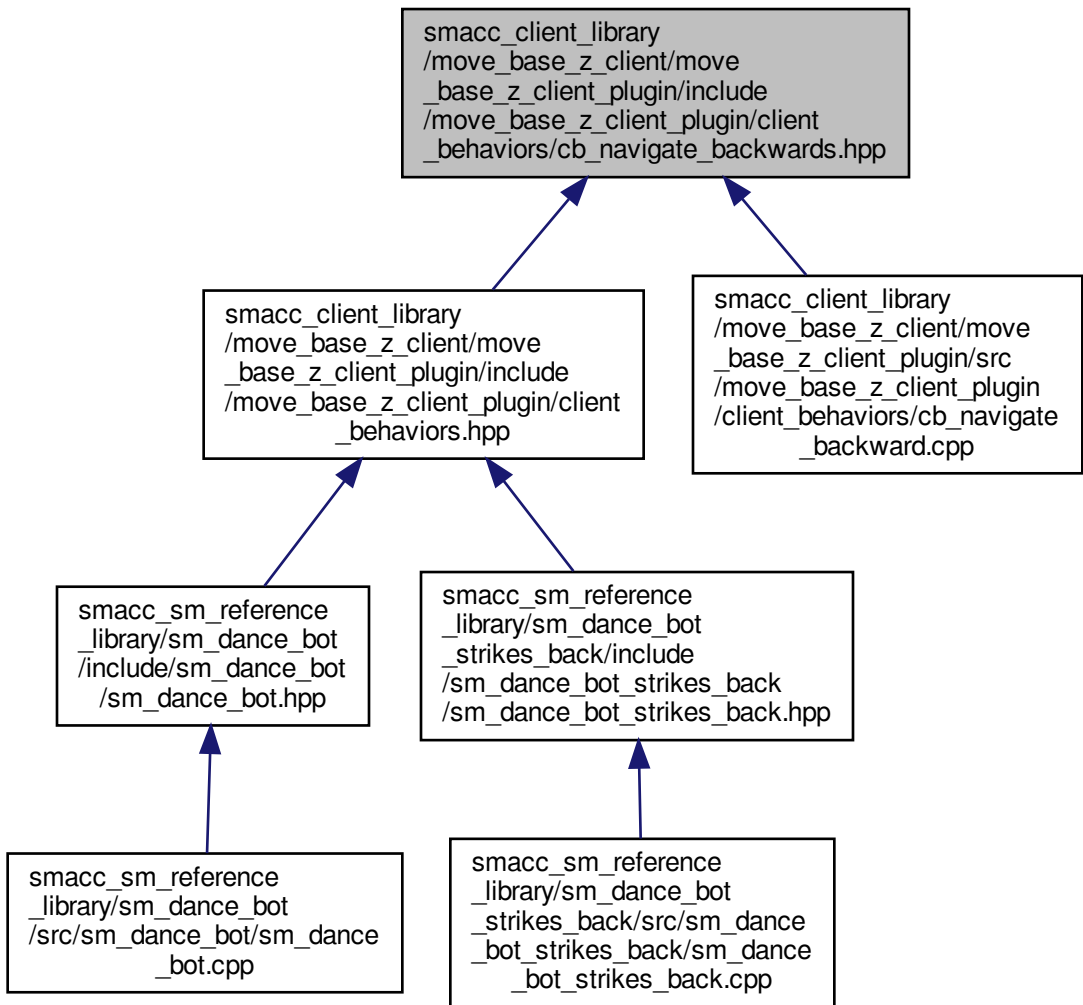 smacc_client_library
/move_base_z_client/move
_base_z_client_plugin/include
/move_base_z_client_plugin/client
_behaviors/cb_navigate_backwards.hpp
smacc_client_library
/move_base_z_client/move
_base_z_client_plugin/include
/move_base_z_client_plugin/client
_behaviors.hpp
smacc_client_library
/move_base_z_client/move
_base_z_client_plugin/src
/move_base_z_client_plugin
/client_behaviors/cb_navigate
_backward.cpp
smacc_sm_reference
_library/sm_dance_bot
/include/sm_dance_bot
/sm_dance_bot.hpp
smacc_sm_reference
_library/sm_dance_bot
_strikes_back/include
/sm_dance_bot_strikes_back
/sm_dance_bot_strikes_back.hpp
smacc_sm_reference
_library/sm_dance_bot
/src/sm_dance_bot/sm_dance
_bot.cpp
smacc_sm_reference
_library/sm_dance_bot
_strikes_back/src/sm_dance
_bot_strikes_back/sm_dance
_bot_strikes_back.cpp